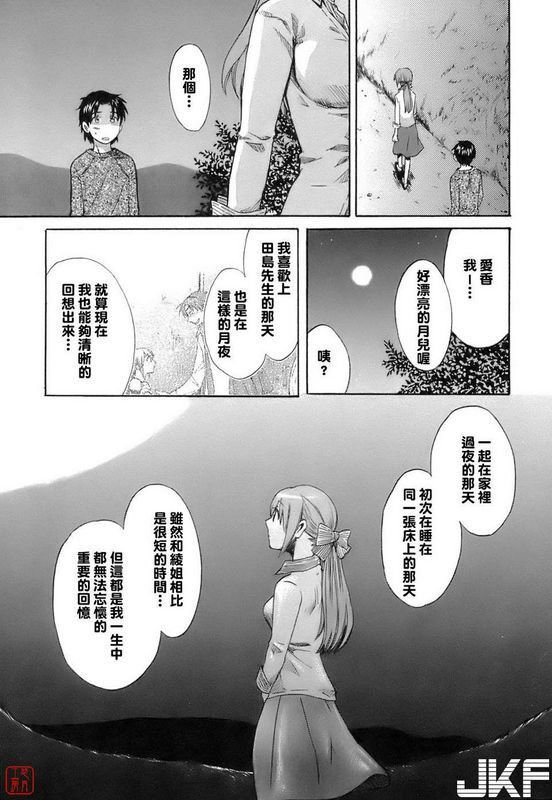 那個…
愛香
我—…
好漂亮的月兒喔
咦？
我喜歡上
田島先生的那天
也是在
這樣的月夜
就算現在
我也能夠清晰的
回想出來…
一起在家裡
過夜的那天
初次在睡在
同一張床上的那天
雖然和綾姐相比
是很短的時間…
但這都是我一生中
都無法忘懷的
重要的回憶
JKF